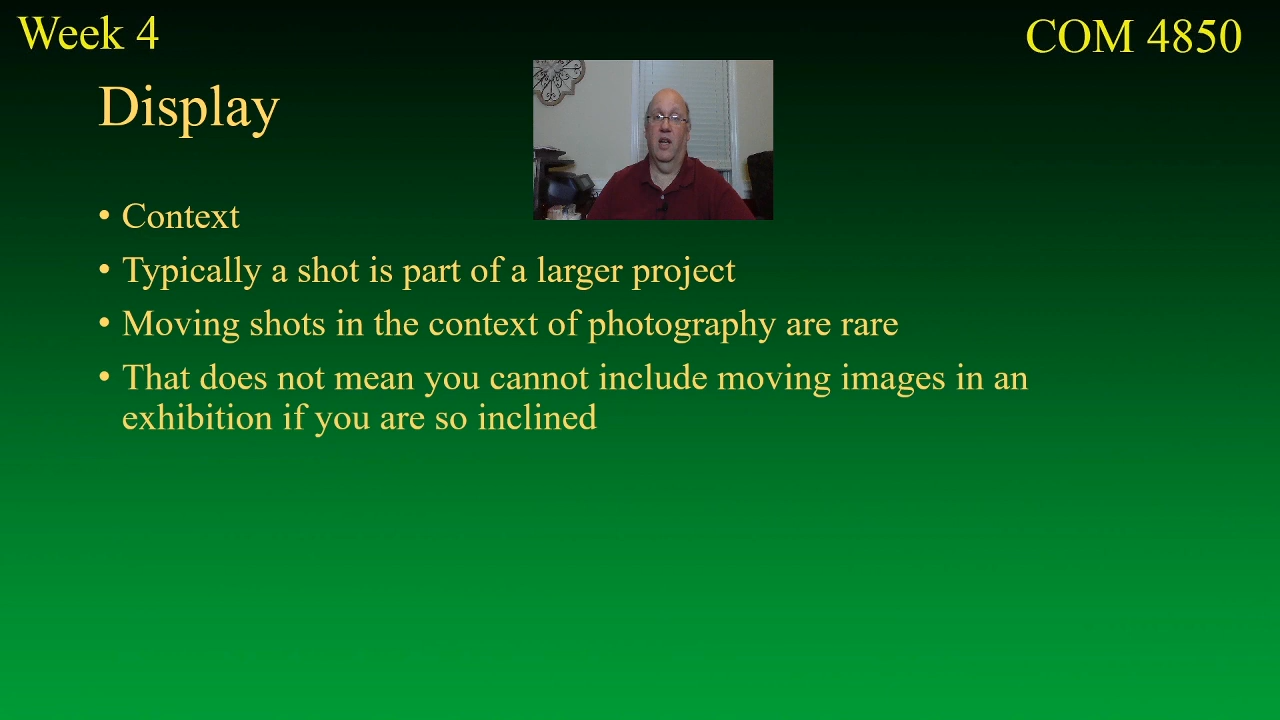 Week 4
COM 4850
Display
• Context
• Typically a shot is part of a larger project
• Moving shots in the context of photography are rare
• That does not mean you cannot include moving images in an
exhibition if you are so inclined